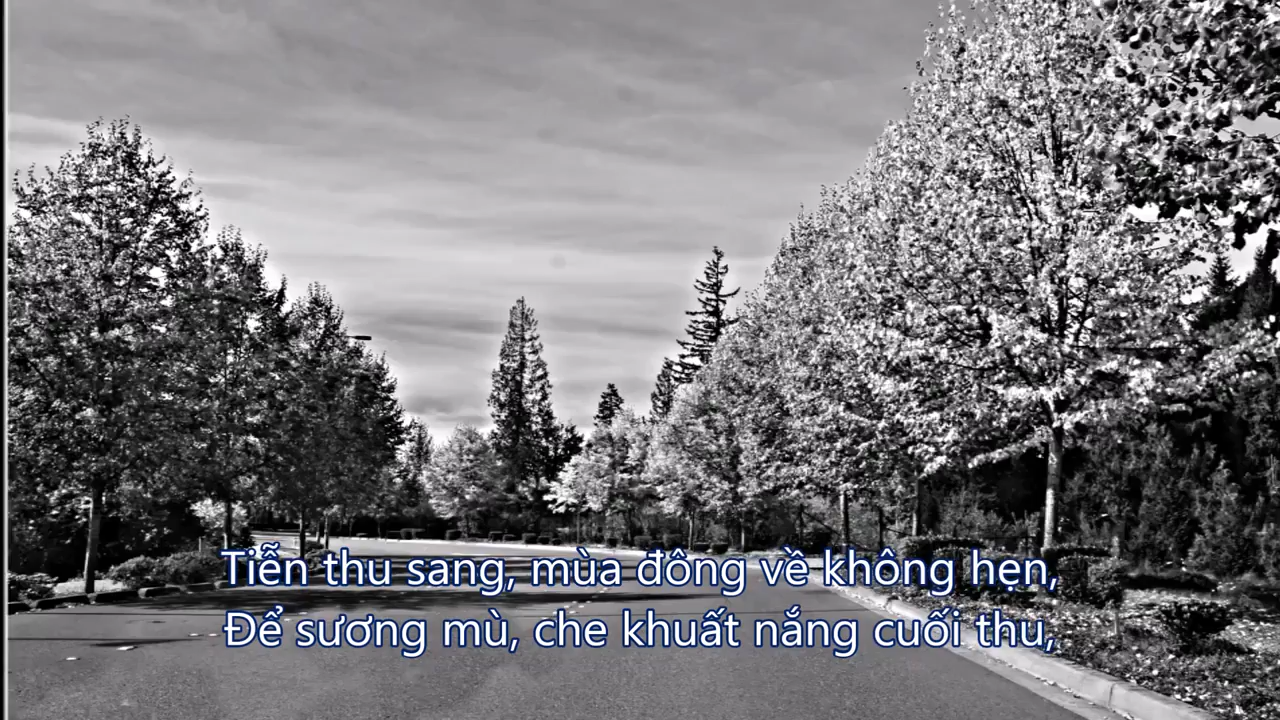 Tiễn thu sang, mùa đông về không hẹn,
Để sương mù, che khuất nắng cuối thu,